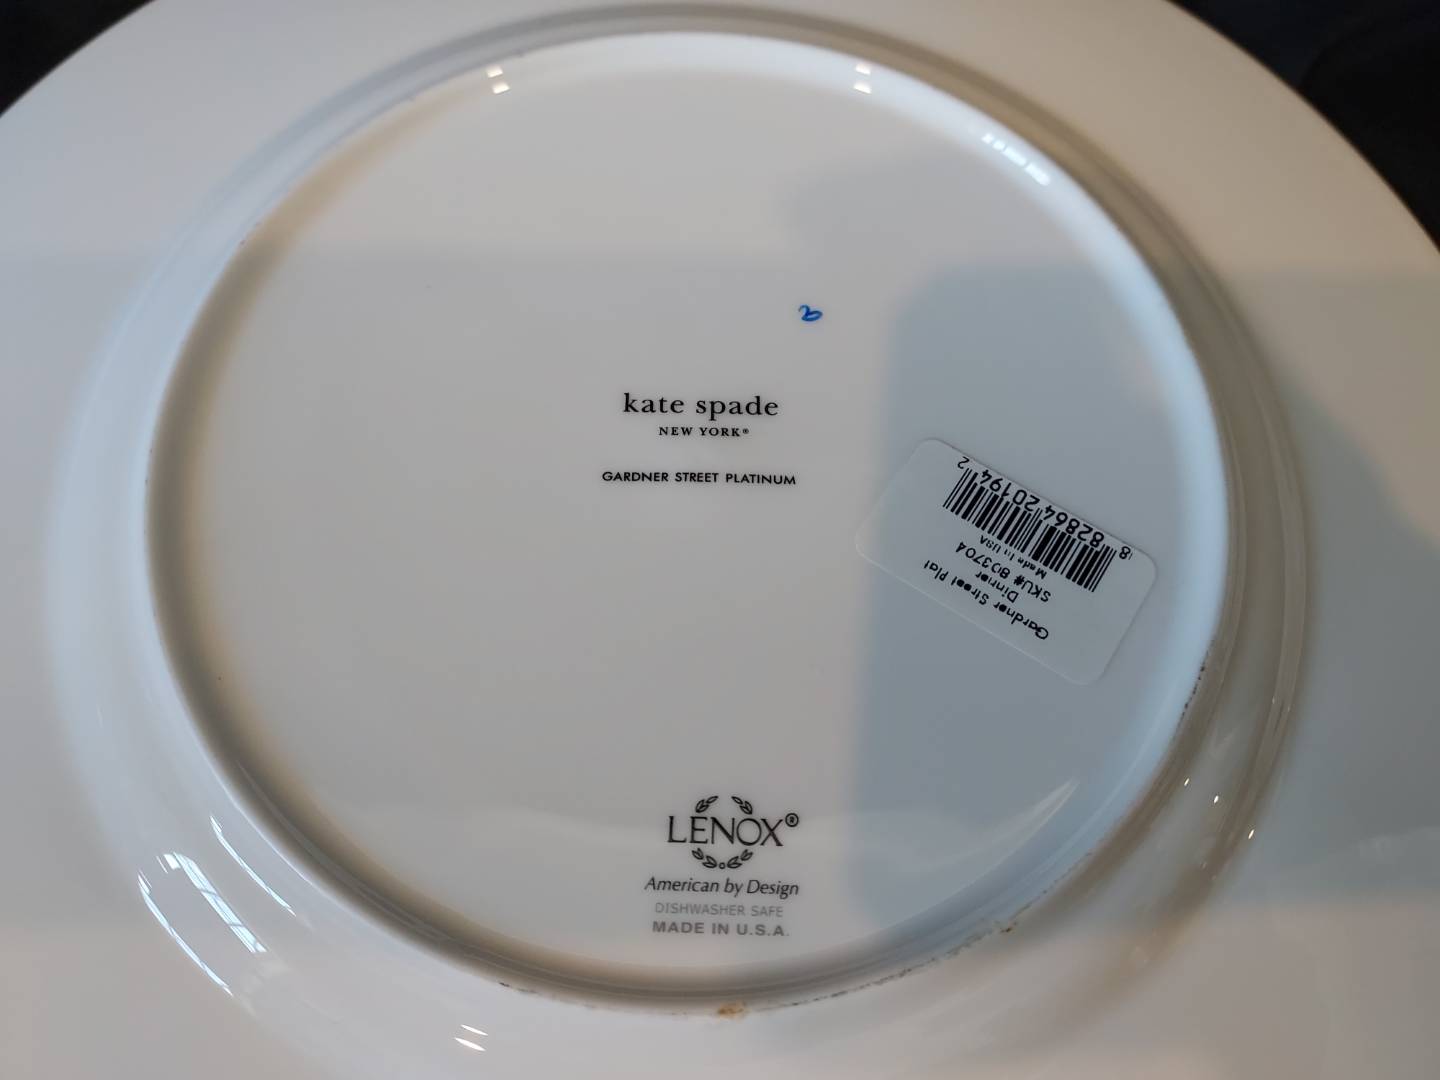 kate spade
NEW YORK®
GARDNER STREET PLATINUM
Gardner Street Plat
Dinner
SKU# 803704
Made in USA
8 82864 20194 2
LENOX®
American by Design
DISHWASHER SAFE
MADE IN U.S.A.